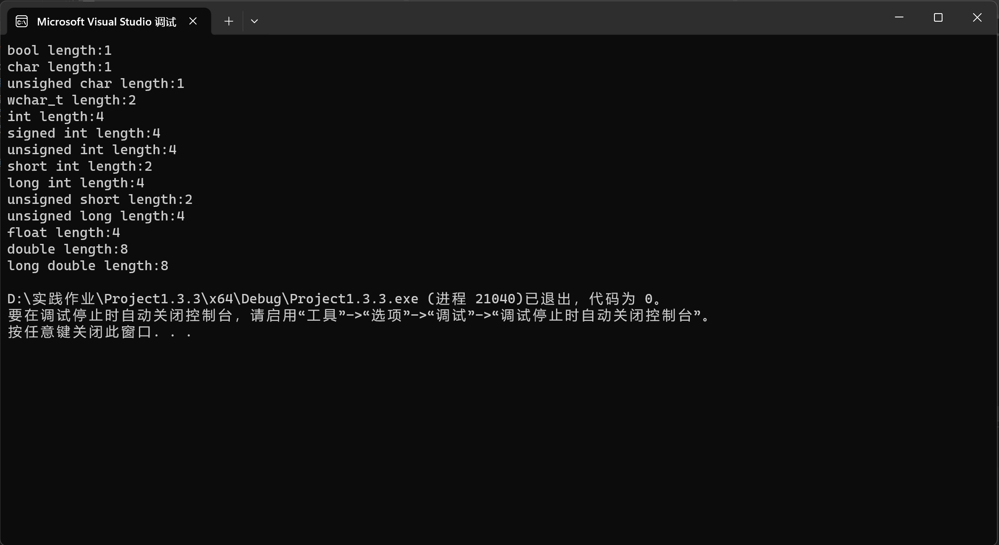 Microsoft Visual Studio 调试
bool length:1
char length:1
unsighed char length:1
wchar_t length:2
int length:4
signed int length:4
unsigned int length:4
short int length:2
long int length:4
unsigned short length:2
unsigned long length:4
float length:4
double length:8
long double length:8
D:\实践作业\Project1.3.3\x64\Debug\Project1.3.3.exe (进程 21040)已退出，代码为 0。
要在调试停止时自动关闭控制台，请启用“工具”->“选项”->“调试”->“调试停止时自动关闭控制台”。
按任意键关闭此窗口. . .